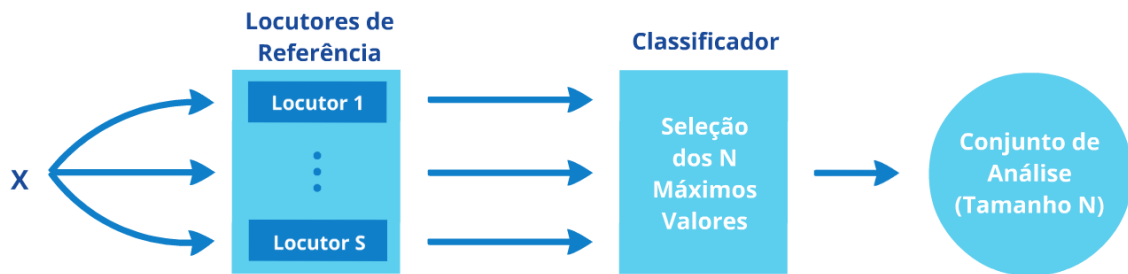 X
Locutores de
Referência
Locutor 1
Locutor S
Classificador
Seleção
dos N
Máximos
Valores
Conjunto de
Análise
(Tamanho N)